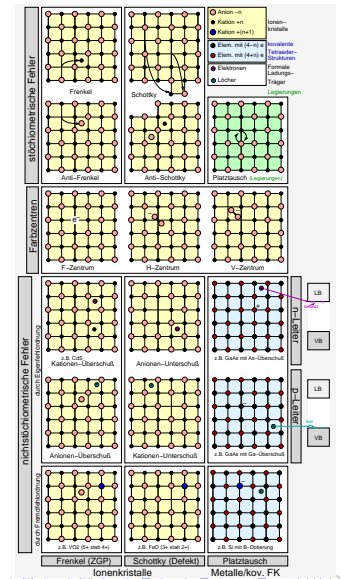 Anion −n
Kation +n
Kation +(n+1)
Ionen−
kristalle
Elem. mit (4−n) e
Elem. mit (4+n) e
kovalente
Tetraeder−
Strukturen
Elektronen
Löcher
Formale
Ladungs−
Träger
Legierungen
stöchiometrische Fehler
Frenkel
Schottky
Anti−Frenkel
Anti−Schottky
Platztausch (Legierungen)
Farbzentren
e−
F−Zentrum
H−Zentrum
V−Zentrum
nichtstöchiometrische Fehler
durch Eigenfehlordnung
z.B. CdS
Kationen−Überschuß
Anionen−Unterschuß
z.B. GaAs mit As−Überschuß
n−Leiter
LB
VB
Anionen−Überschuß
Kationen−Unterschuß
z.B. GaAs mit Ga−Überschuß
p−Leiter
LB
VB
durch Fremdfehlordnung
z.B. VO2 (5+ statt 4+)
z.B. FeO (3+ statt 2+)
z.B. Si mit B−Dotierung
Frenkel (ZGP)
Schottky (Defekt)
Platztausch
Ionenkristalle
Metalle/kov. FK